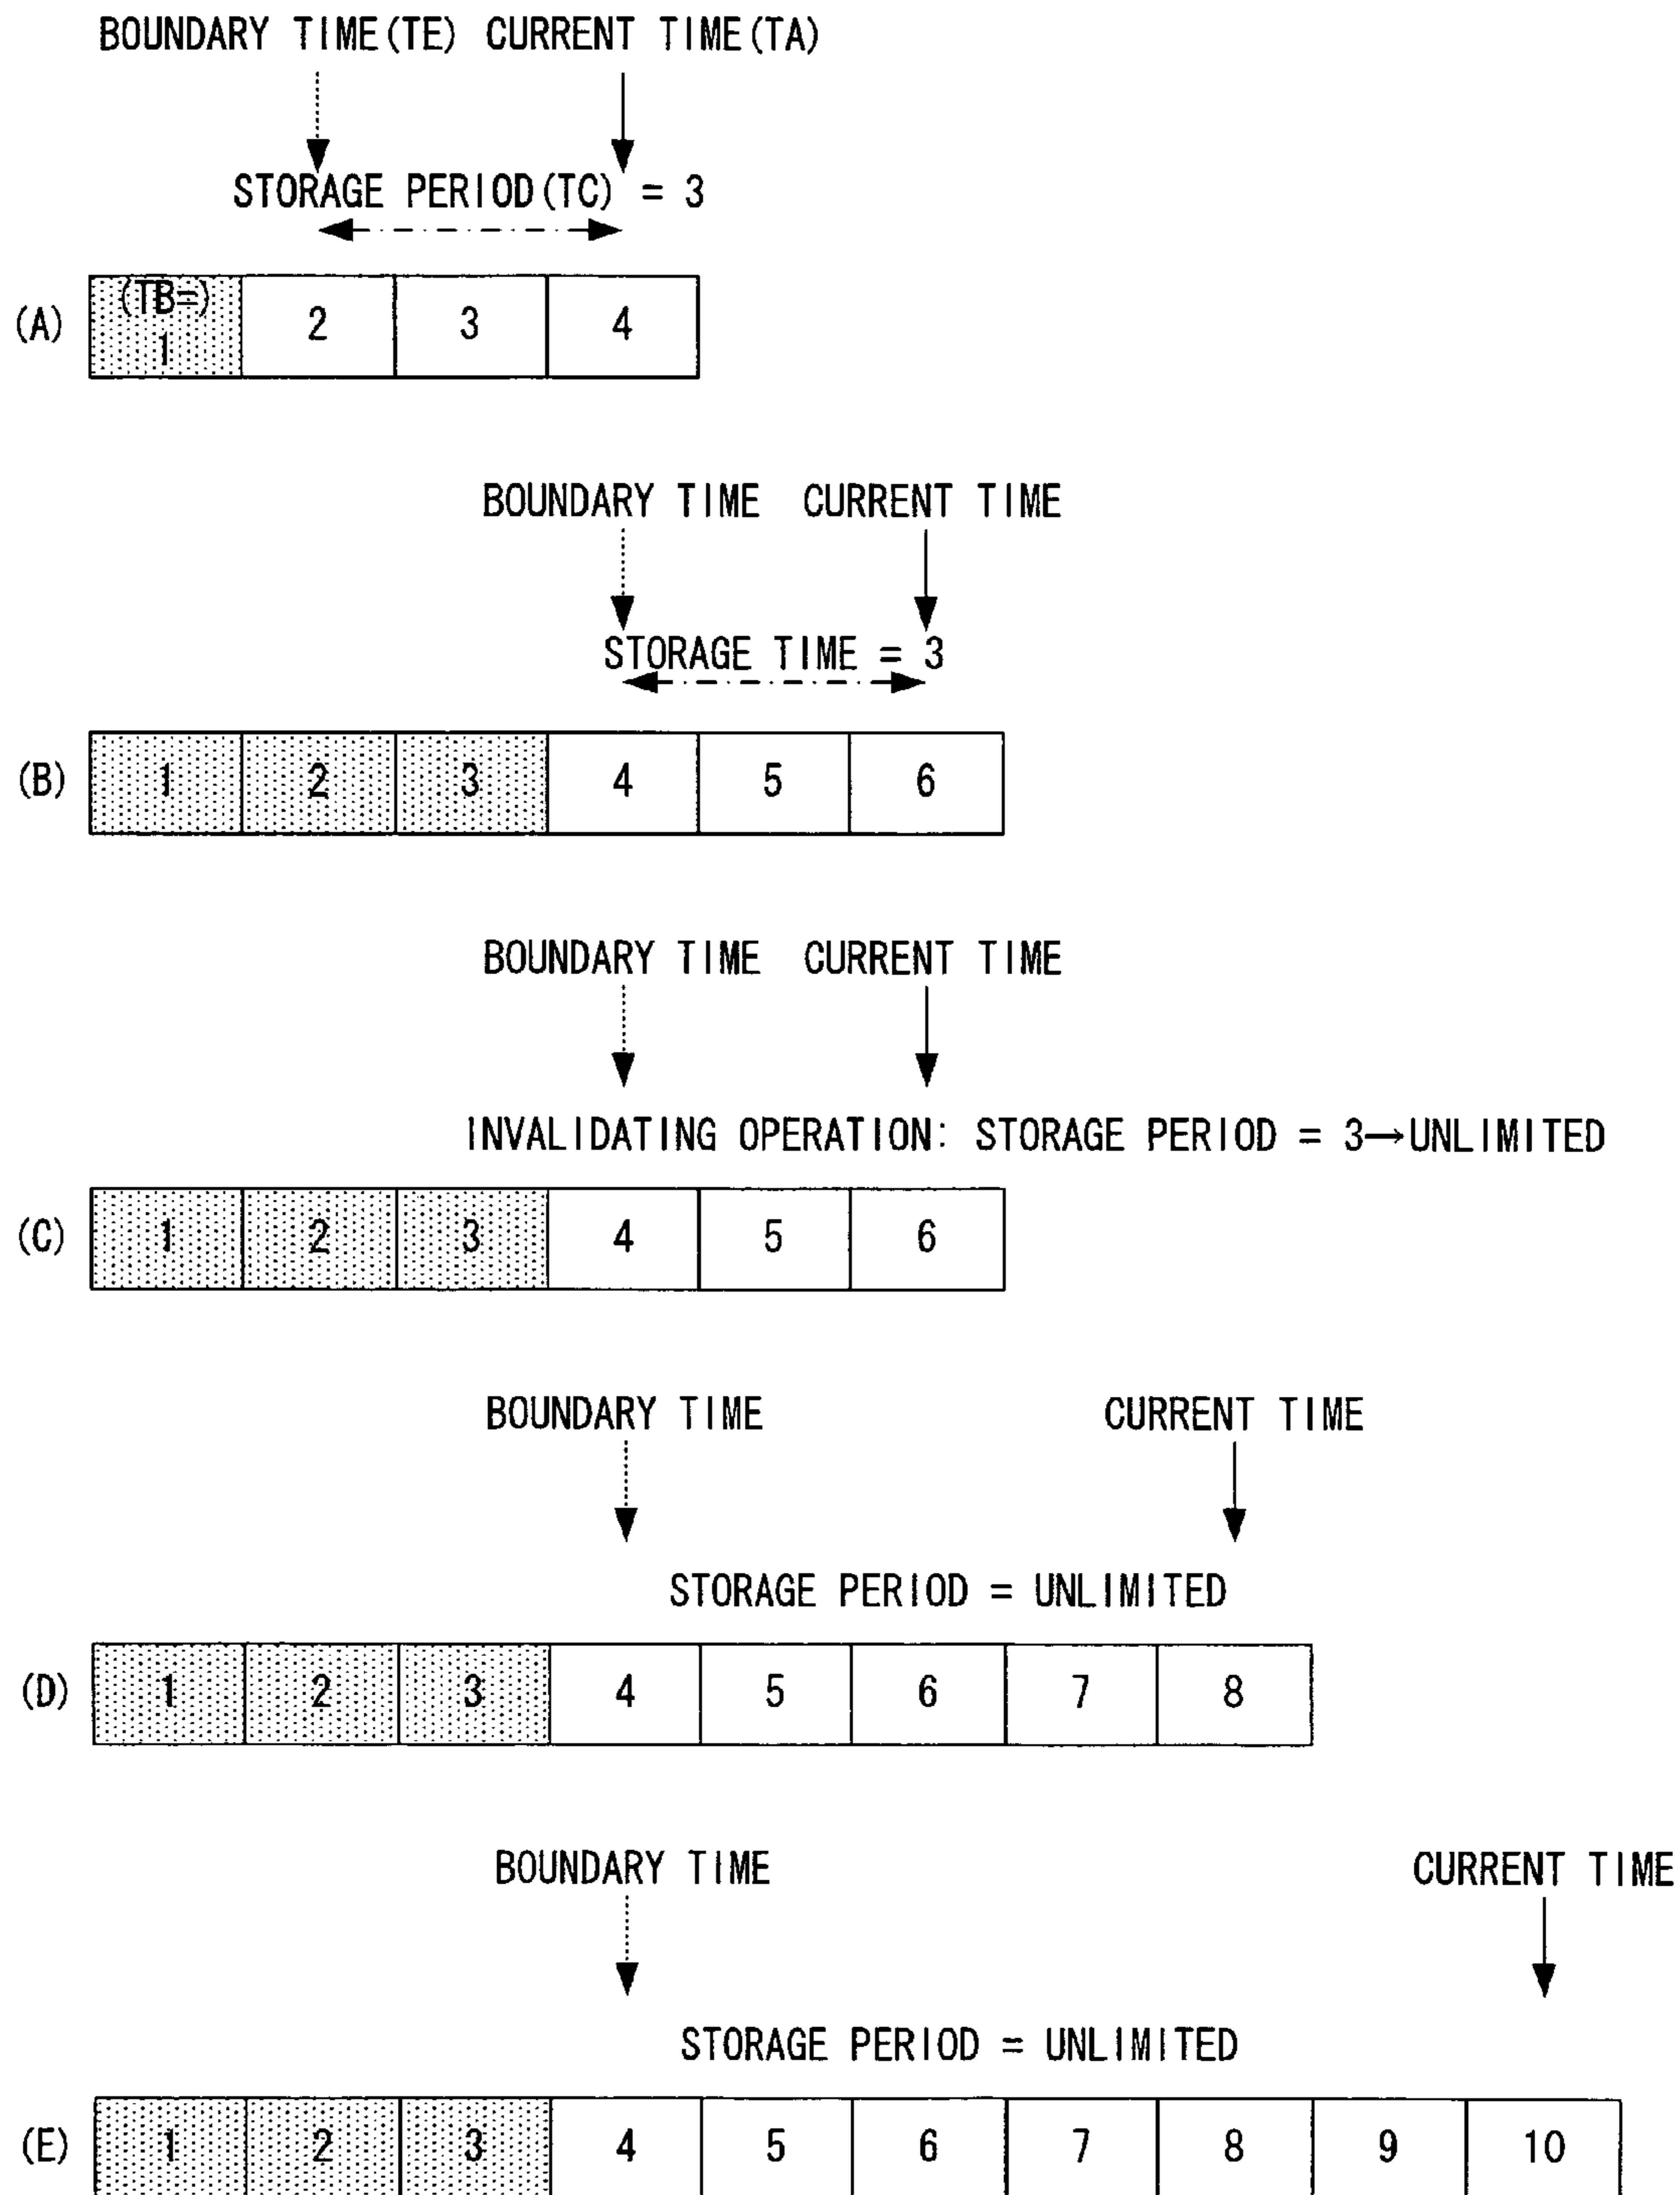 BOUNDARY TIME(TE) CURRENT TIME(TA)
STORAGE PERIOD(TC) = 3
(A) (TB=) 1 2 3 4
BOUNDARY TIME CURRENT TIME
STORAGE TIME = 3
(B) 1 2 3 4 5 6
BOUNDARY TIME CURRENT TIME
INVALIDATING OPERATION: STORAGE PERIOD = 3→UNLIMITED
(C) 1 2 3 4 5 6
BOUNDARY TIME CURRENT TIME
STORAGE PERIOD = UNLIMITED
(D) 1 2 3 4 5 6 7 8
BOUNDARY TIME CURRENT TIME
STORAGE PERIOD = UNLIMITED
(E) 1 2 3 4 5 6 7 8 9 10